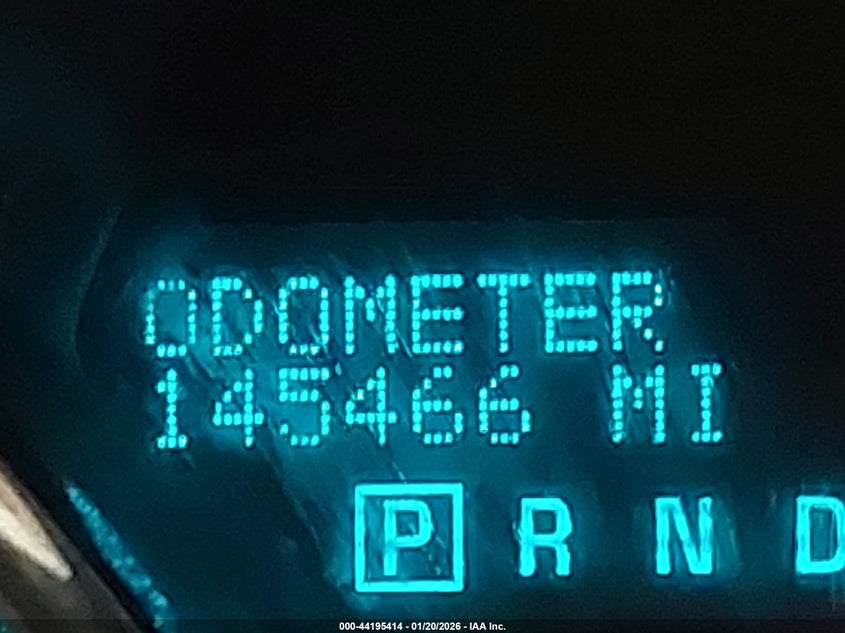 ODOMETER
145466 MI
P R N D
000-44195414 - 01/20/2026 - IAA Inc.